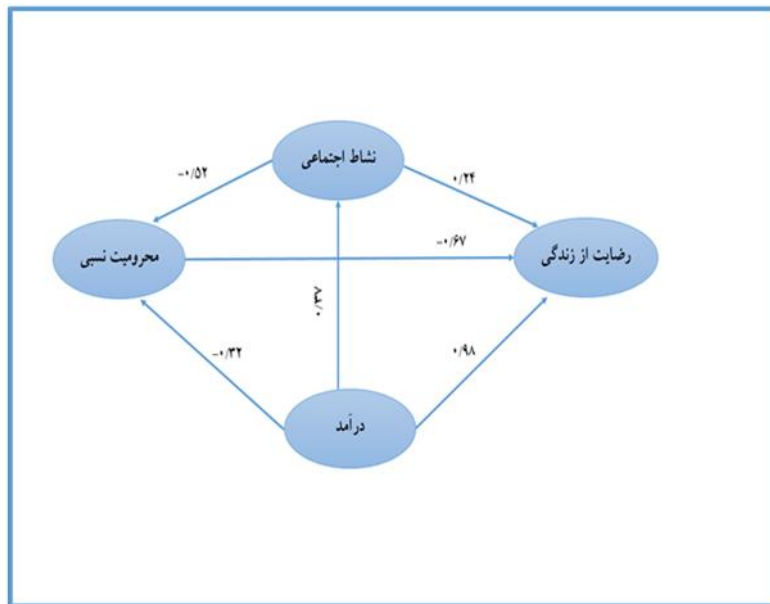 نشاط اجتماعی
-۰/۵۲
۰/۲۴
محرومیت نسبی
-۰/۶۷
رضایت از زندگی
۰/۳۸
-۰/۳۲
۰/۹۸
درآمد